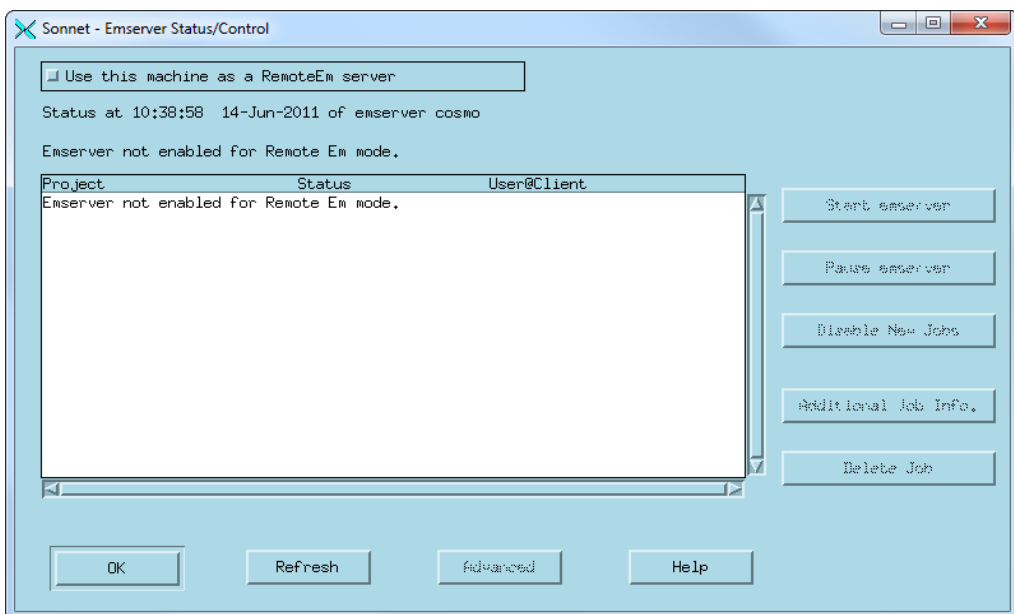 Sonnet - Emserver Status/Control
Use this machine as a RemoteEm server
Status at 10:38:58  14-Jun-2011 of emserver cosmo
Emserver not enabled for Remote Em mode.
Project Status User@Client
Emserver not enabled for Remote Em mode.
Start emserver
Pause emserver
Disable New Jobs
Additional Job Info.
Delete Job
OK Refresh Advanced Help